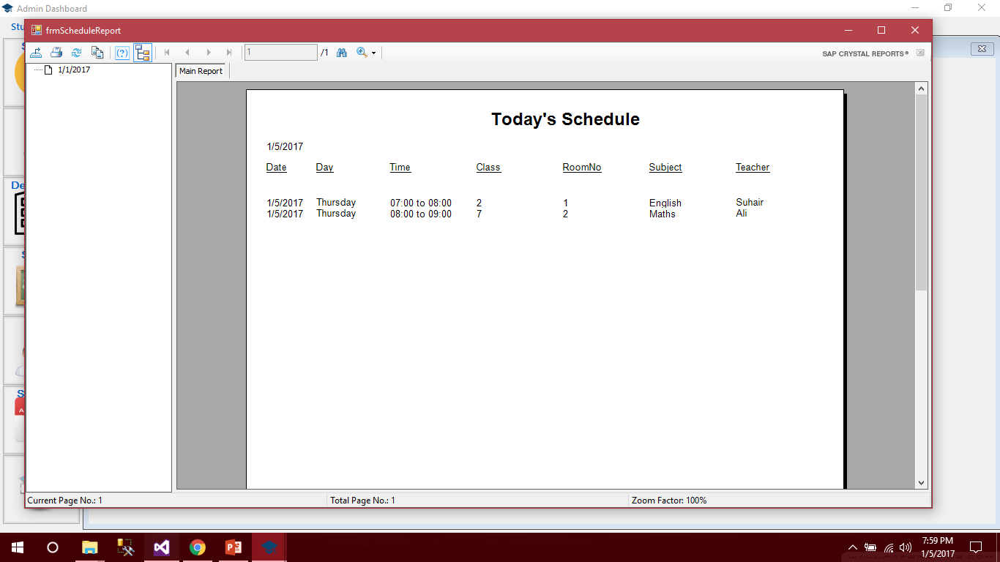 Admin Dashboard
Stu
frmScheduleReport
1 /1
SAP CRYSTAL REPORTS®
1/1/2017
Main Report
Today's Schedule
1/5/2017
Date Day Time Class RoomNo Subject Teacher
1/5/2017 Thursday 07:00 to 08:00 2 1 English Suhair
1/5/2017 Thursday 08:00 to 09:00 7 2 Maths Ali
De
Current Page No.: 1 Total Page No.: 1 Zoom Factor: 100%
7:59 PM
1/5/2017